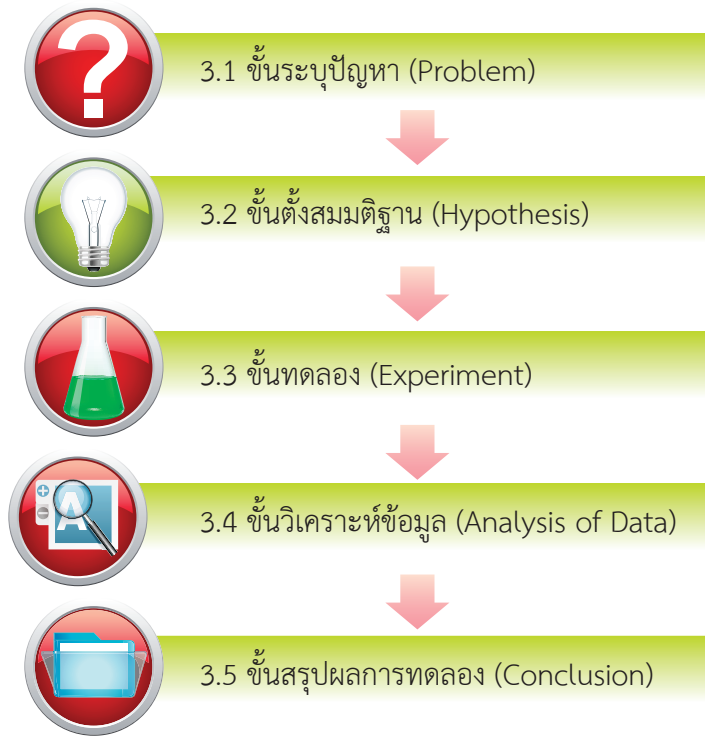 ?
3.1 ขั้นระบุปัญหา (Problem)
3.2 ขั้นตั้งสมมติฐาน (Hypothesis)
3.3 ขั้นทดลอง (Experiment)
A
3.4 ขั้นวิเคราะห์ข้อมูล (Analysis of Data)
3.5 ขั้นสรุปผลการทดลอง (Conclusion)